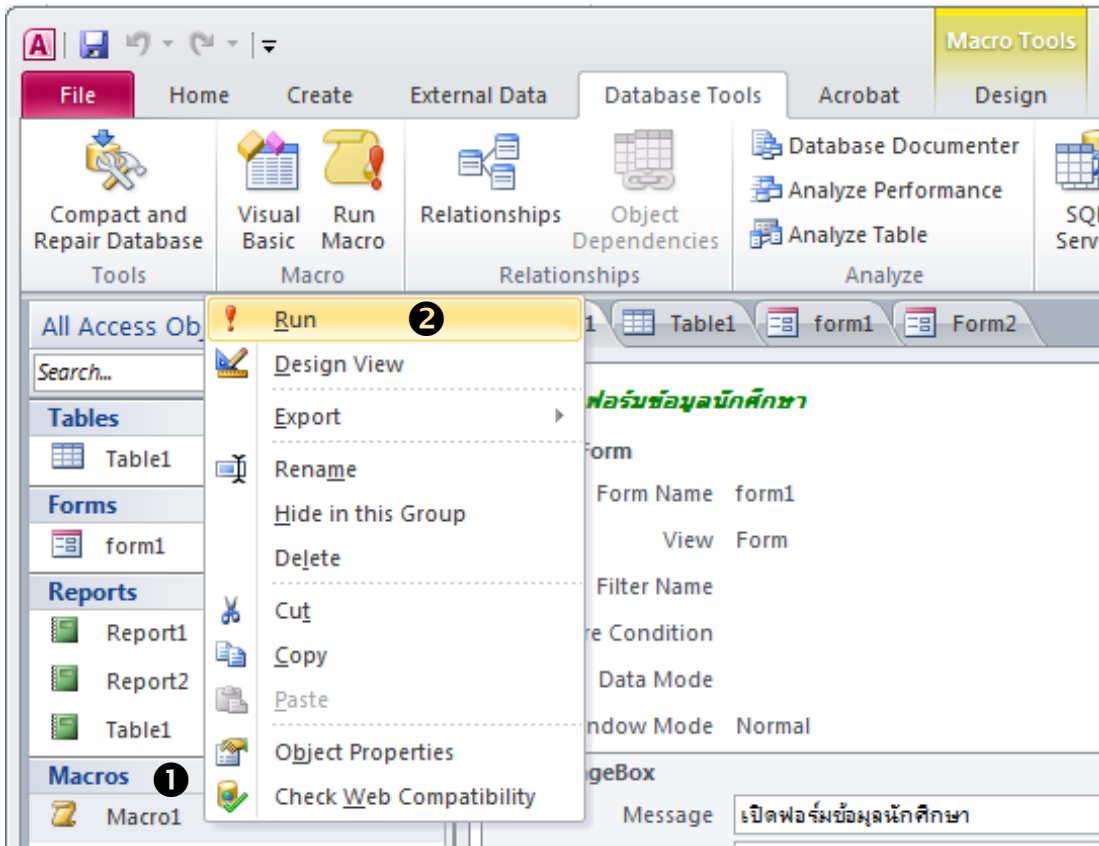 Macro Tools
File Home Create External Data Database Tools Acrobat Design
Compact and
Repair Database
Visual
Basic
Run
Macro
Relationships
Object
Dependencies
Database Documenter
Analyze Performance
Analyze Table
Tools Macro Relationships Analyze
All Access
Search...
Tables
Table1
Forms
form1
Reports
Report1
Report2
Table1
Macros ❶
Macro1
Run ❷
Design View
Export
Rename
Hide in this Group
Delete
Cut
Copy
Paste
Object Properties
Check Web Compatibility
Table1 form1 Form2
ฟอร์มข้อมูลนักศึกษา
Form Name form1
View Form
Filter Name
Condition
Data Mode
Mode Normal
Message เปิดฟอร์มข้อมูลนักศึกษา